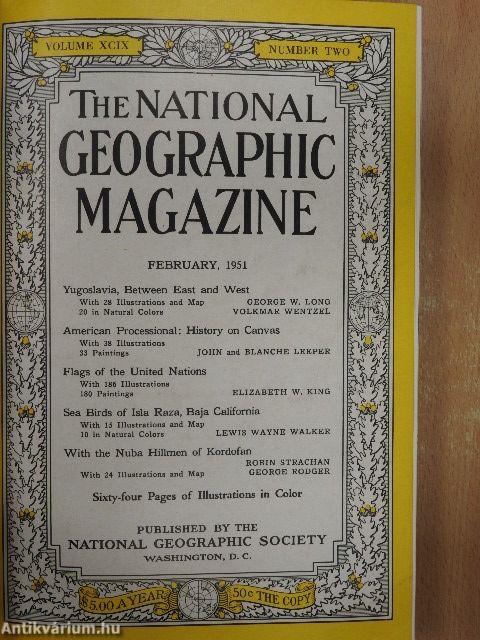 VOLUME XCIX NUMBER TWO
THE NATIONAL
GEOGRAPHIC
MAGAZINE
FEBRUARY, 1951
Yugoslavia, Between East and West
With 28 Illustrations and Map GEORGE W. LONG
20 in Natural Colors VOLKMAR WENTZEL
American Processional: History on Canvas
With 38 Illustrations
33 Paintings JOHN and BLANCHE LEEPER
Flags of the United Nations
With 186 Illustrations
180 Paintings ELIZABETH W. KING
Sea Birds of Isla Raza, Baja California
With 15 Illustrations and Map
10 in Natural Colors LEWIS WAYNE WALKER
With the Nuba Hillmen of Kordofan
ROBIN STRACHAN
With 24 Illustrations and Map GEORGE RODGER
Sixty-four Pages of Illustrations in Color
PUBLISHED BY THE
NATIONAL GEOGRAPHIC SOCIETY
WASHINGTON, D. C.
$5.00 A YEAR 50¢ THE COPY
Antikvárium.hu